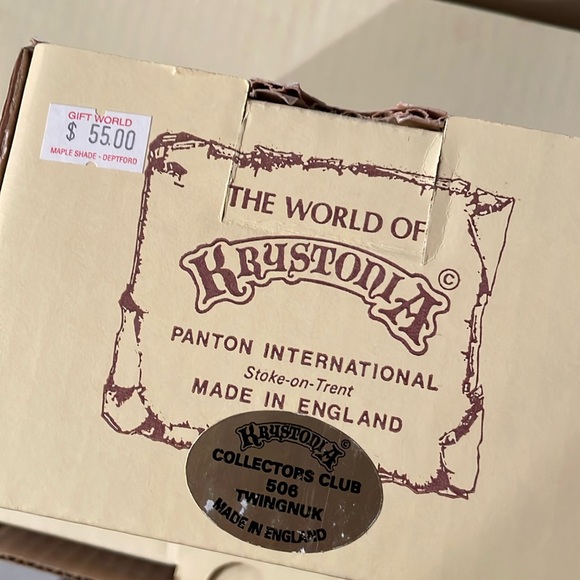 GIFT WORLD
$ 55.00
MAPLE SHADE - DEPTFORD
THE WORLD OF
KRYSTONIA ©
PANTON INTERNATIONAL
Stoke-on-Trent
MADE IN ENGLAND
KRYSTONIA ©
COLLECTORS CLUB
506
TWINGNUK
MADE IN ENGLAND